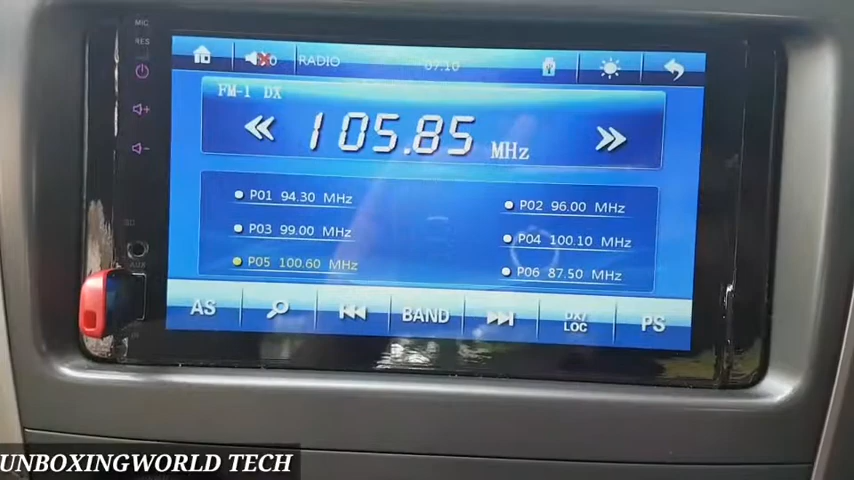 MIC
RES
RADIO
07:10
FM-1 DX
105.85 MHz
P01 94.30 MHz
P02 96.00 MHz
P03 99.00 MHz
P04 100.10 MHz
P05 100.60 MHz
P06 87.50 MHz
AS
BAND
DX/
LOC
PS
AUX
UNBOXINGWORLD TECH